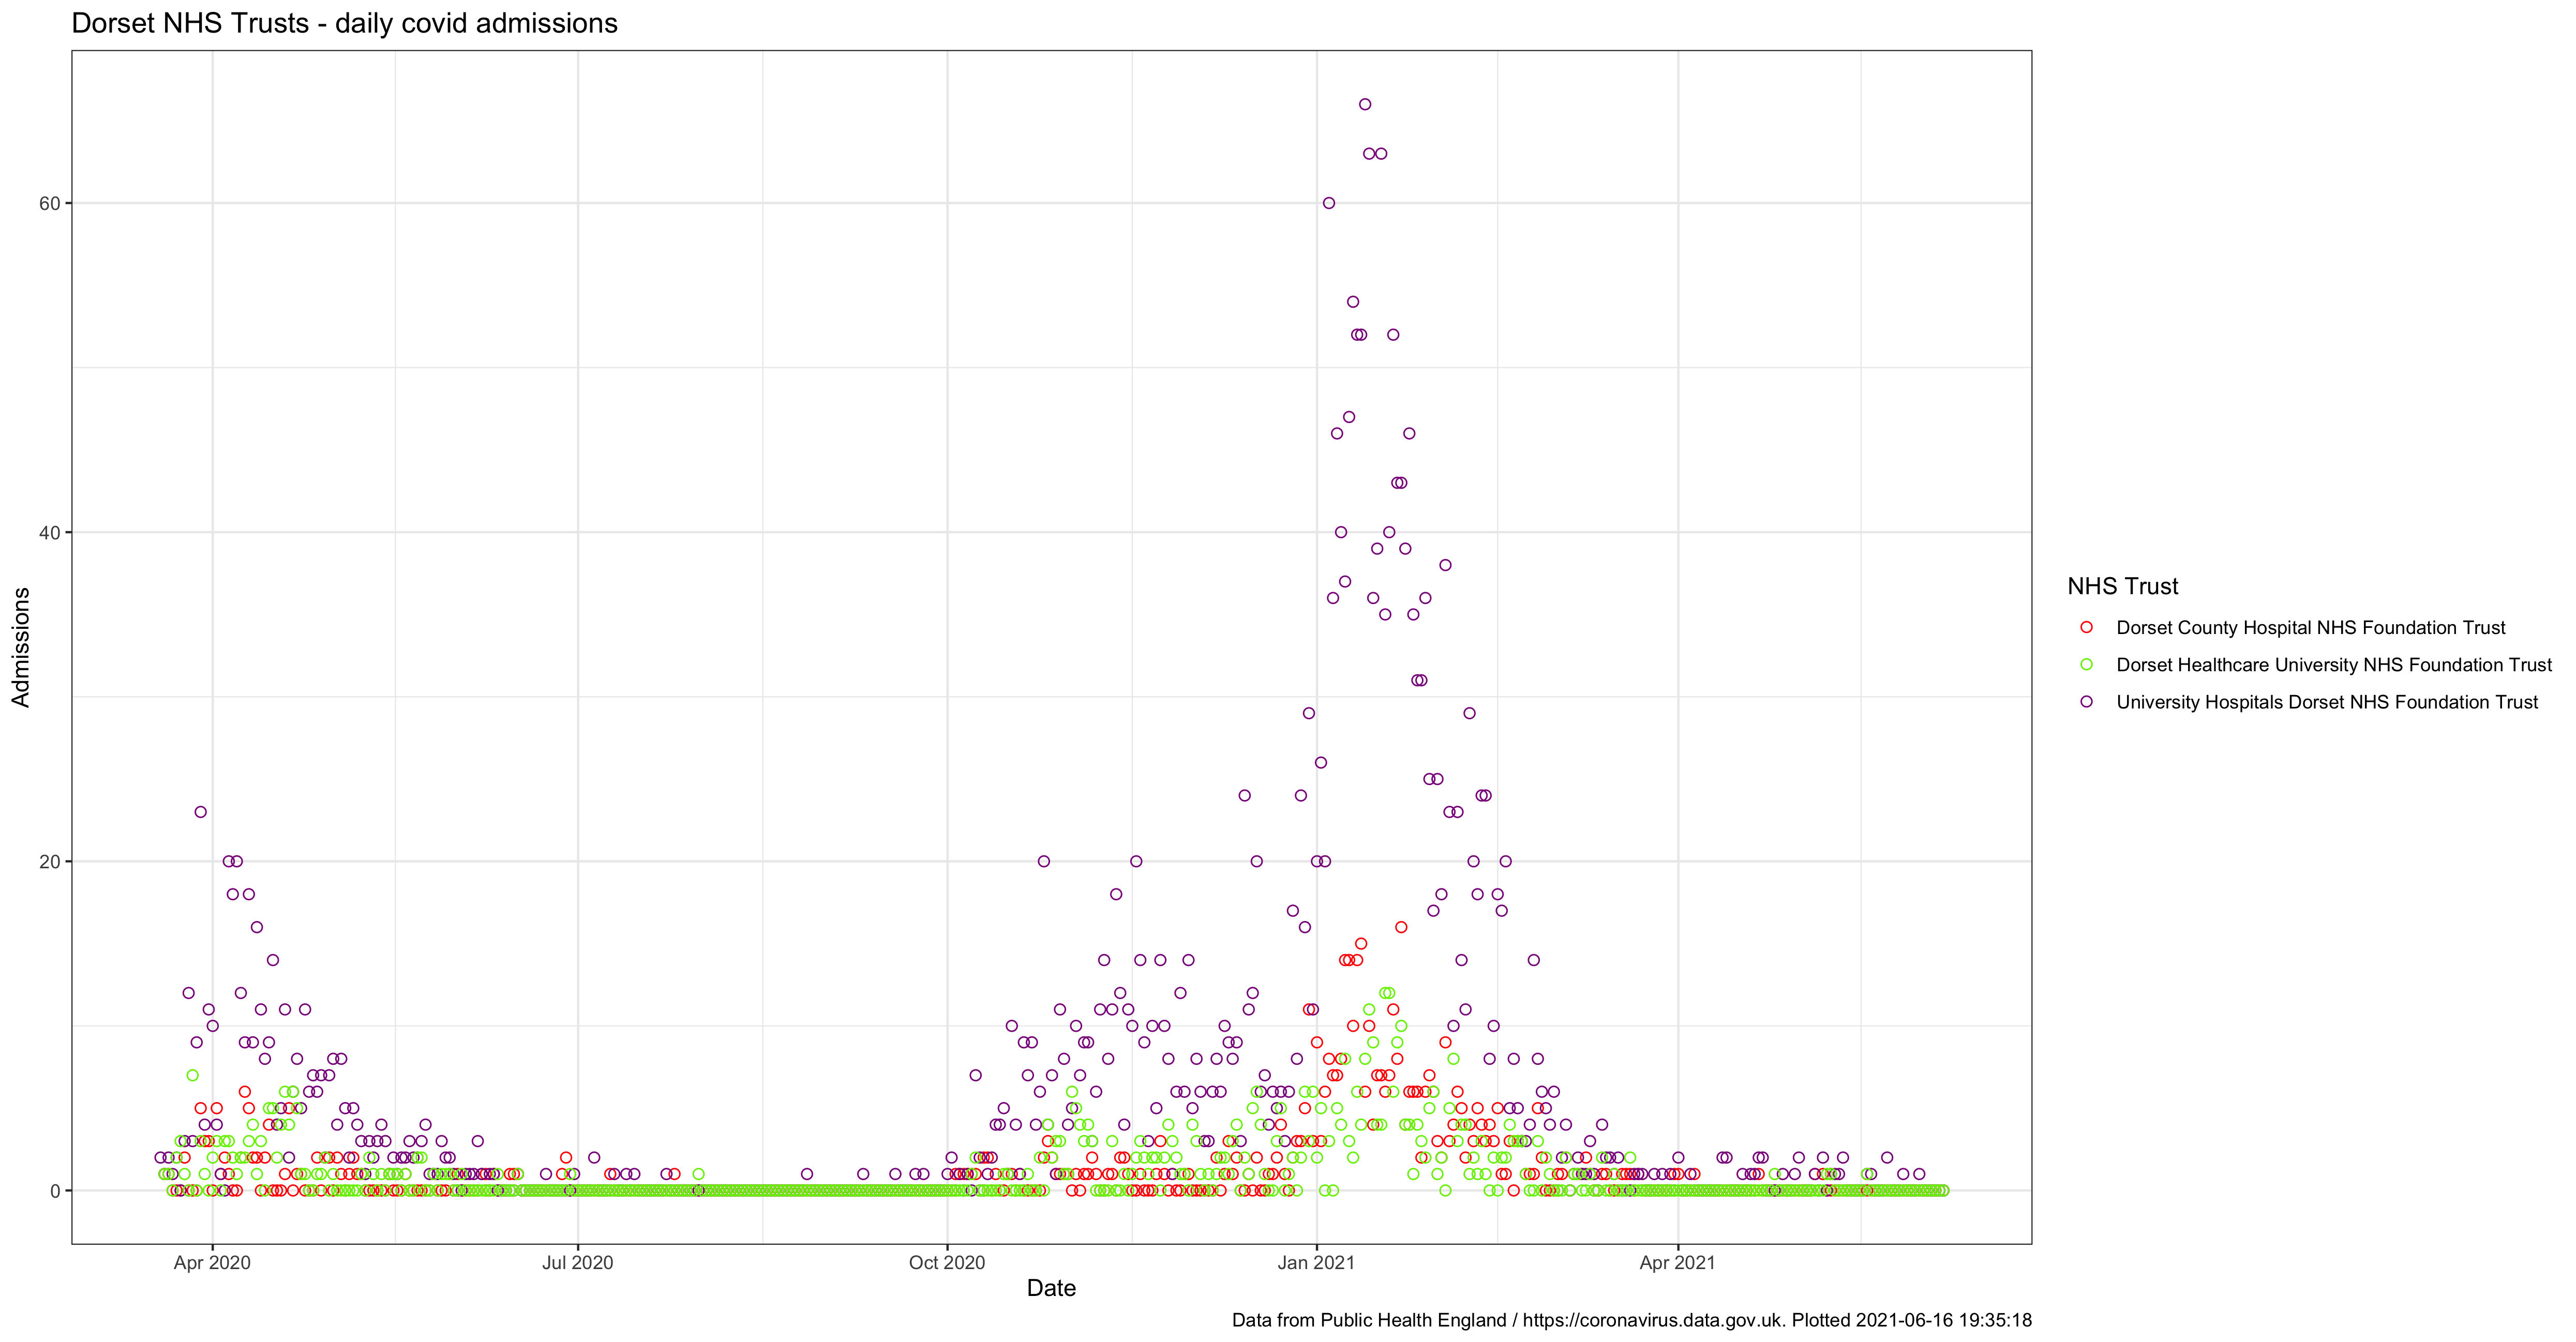 Dorset NHS Trusts - daily covid admissions
Admissions
60
40
20
0
Apr 2020
Jul 2020
Oct 2020
Jan 2021
Apr 2021
Date
NHS Trust
Dorset County Hospital NHS Foundation Trust
Dorset Healthcare University NHS Foundation Trust
University Hospitals Dorset NHS Foundation Trust
Data from Public Health England / https://coronavirus.data.gov.uk. Plotted 2021-06-16 19:35:18